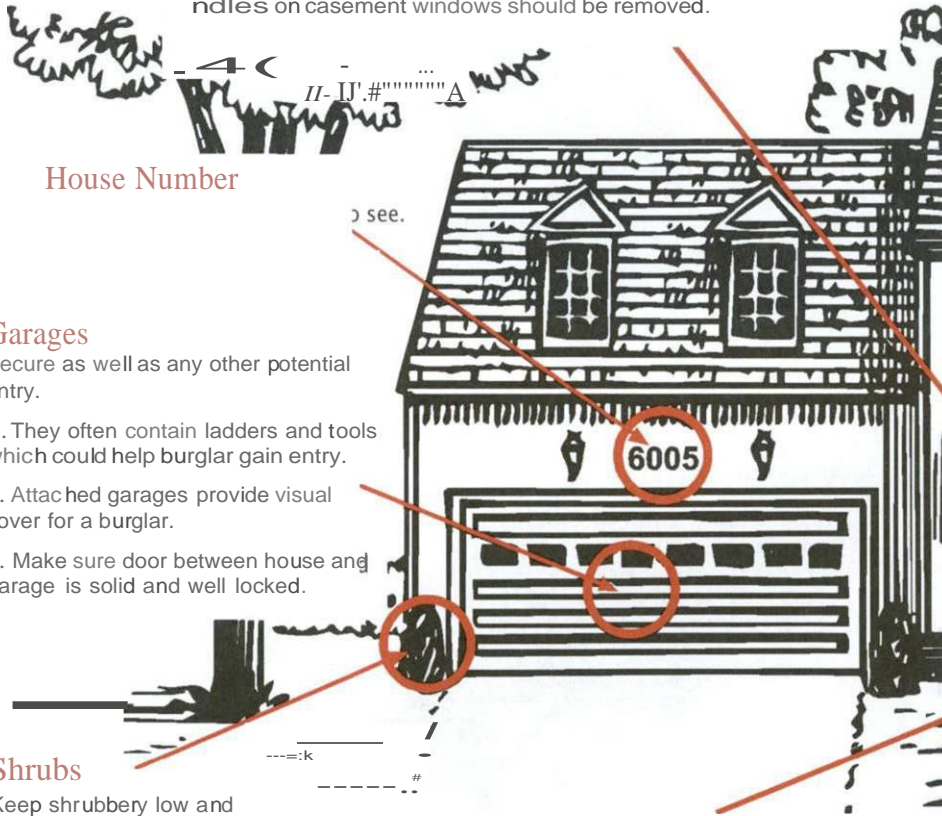 ndles on casement windows should be removed.
House Number
o see.
Garages
ecure as well as any other potential
ntry.
. They often contain ladders and tools
which could help burglar gain entry.
. Attached garages provide visual
over for a burglar.
. Make sure door between house and
arage is solid and well locked.
6005
Shrubs
Keep shrubbery low and